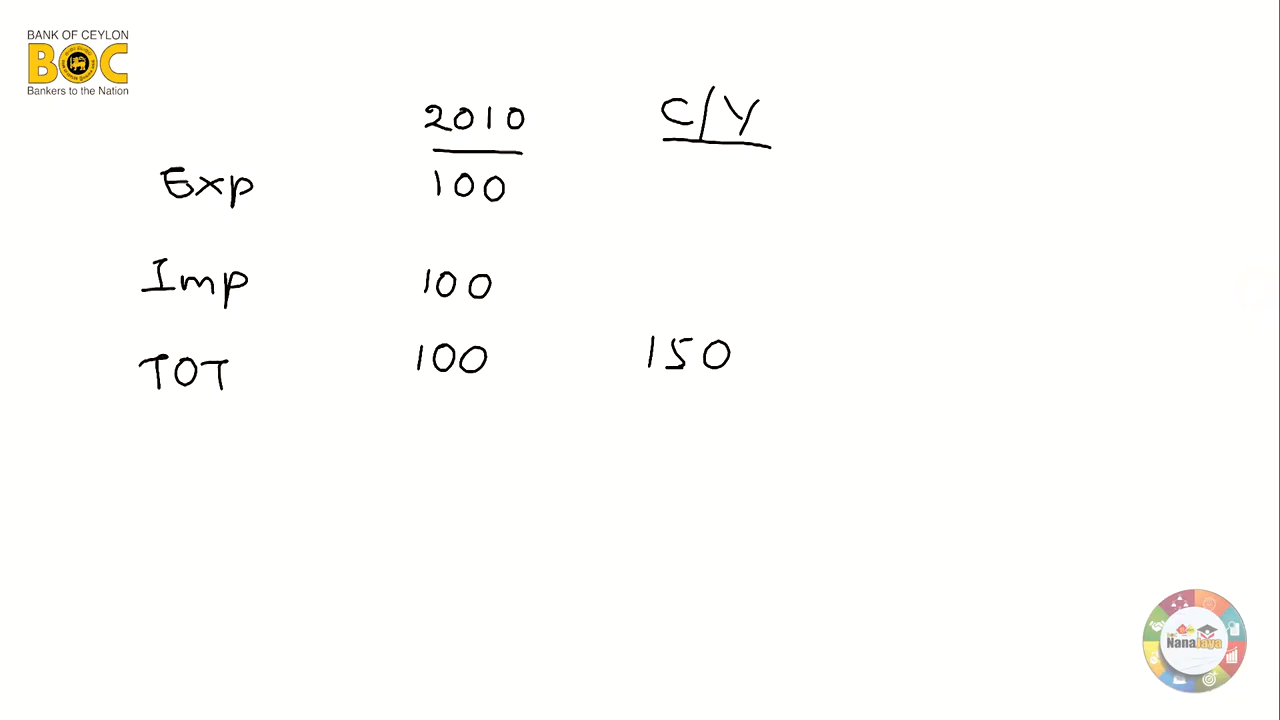 BANK OF CEYLON
BOC
Bankers to the Nation
2010 C/Y
Exp 100
Imp 100
TOT 100 150
NanaJaya